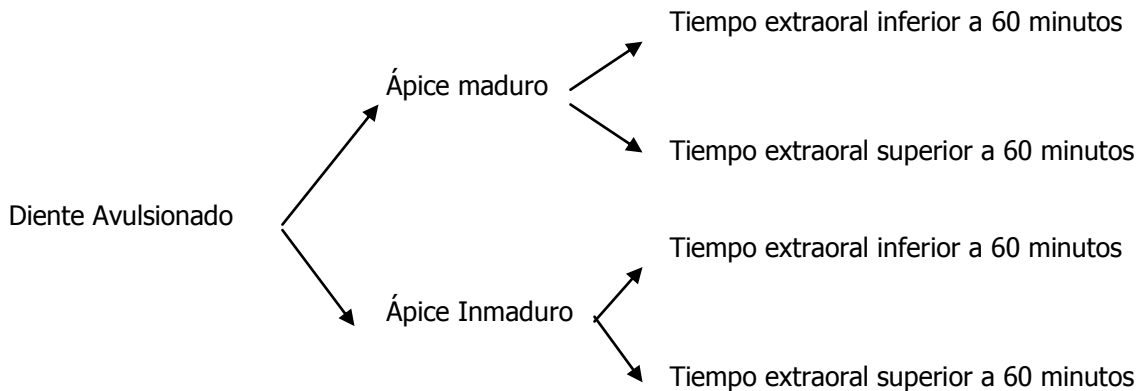 Tiempo extraoral inferior a 60 minutos
Ápice maduro
Tiempo extraoral superior a 60 minutos
Diente Avulsionado
Tiempo extraoral inferior a 60 minutos
Ápice Inmaduro
Tiempo extraoral superior a 60 minutos